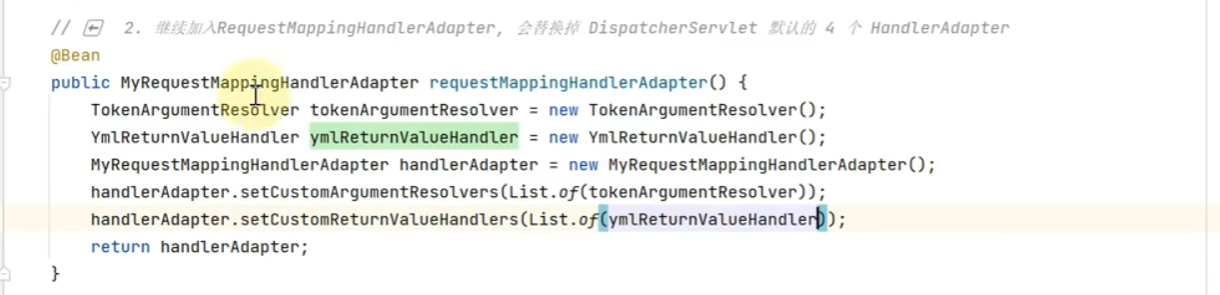 // ⬅ 2. 继续加入RequestMappingHandlerAdapter, 会替换掉 DispatcherServlet 默认的 4 个 HandlerAdapter
@Bean
public MyRequestMappingHandlerAdapter requestMappingHandlerAdapter() {
TokenArgumentResolver tokenArgumentResolver = new TokenArgumentResolver();
YmlReturnValueHandler ymlReturnValueHandler = new YmlReturnValueHandler();
MyRequestMappingHandlerAdapter handlerAdapter = new MyRequestMappingHandlerAdapter();
handlerAdapter.setCustomArgumentResolvers(List.of(tokenArgumentResolver));
handlerAdapter.setCustomReturnValueHandlers(List.of(ymlReturnValueHandler));
return handlerAdapter;
}